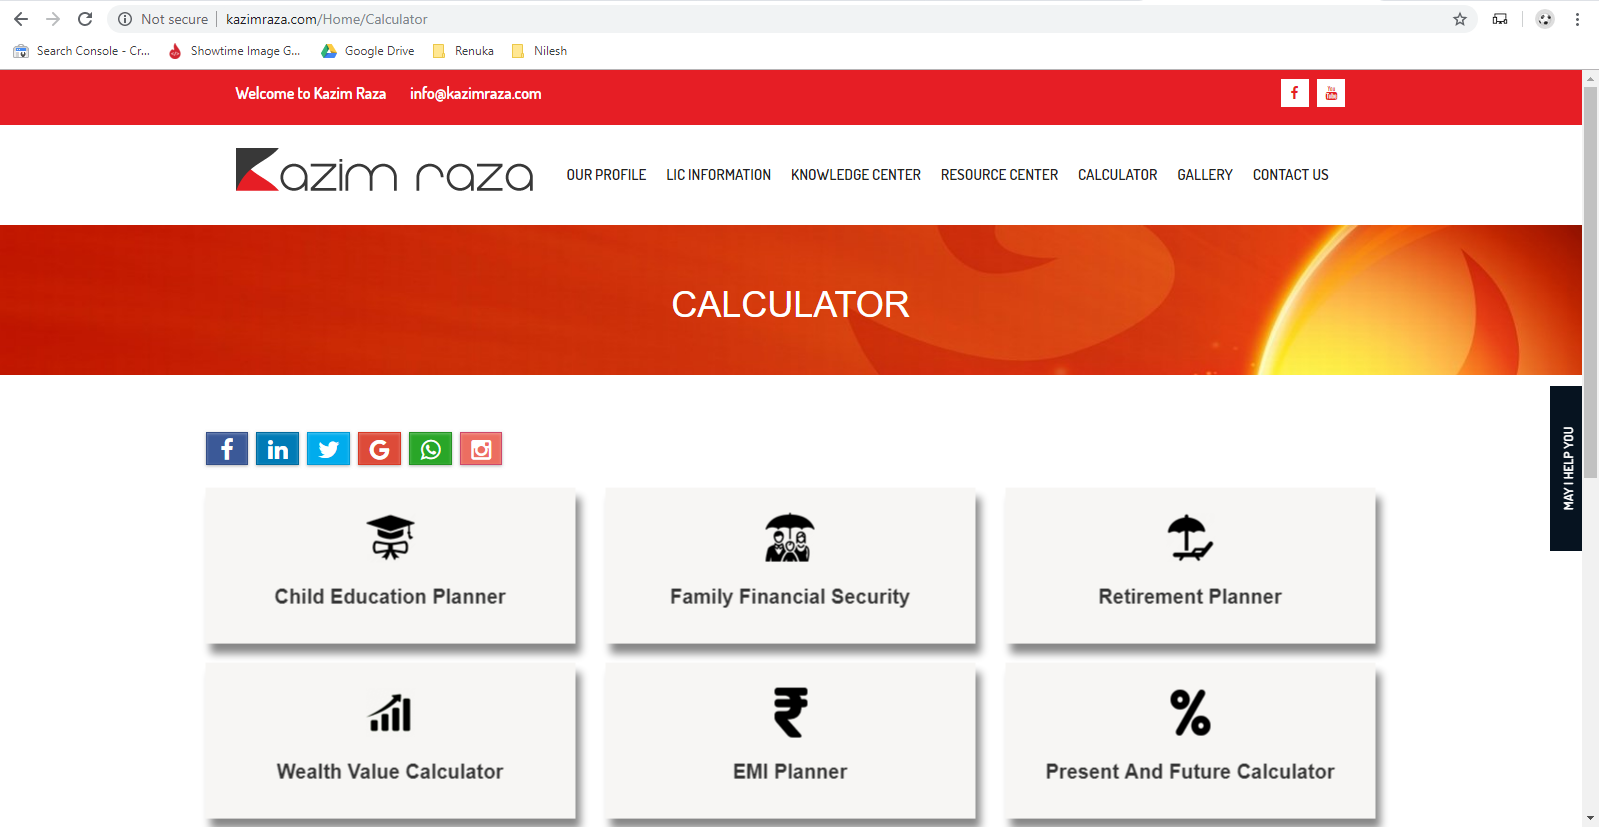 Not secure kazimraza.com/Home/Calculator
Search Console - Cr... Showtime Image G... Google Drive Renuka Nilesh
Welcome to Kazim Raza info@kazimraza.com
You
Tube
Kazim raza
OUR PROFILE LIC INFORMATION KNOWLEDGE CENTER RESOURCE CENTER CALCULATOR GALLERY CONTACT US
CALCULATOR
MAY I HELP YOU
Child Education Planner
Family Financial Security
Retirement Planner
Wealth Value Calculator
EMI Planner
Present And Future Calculator